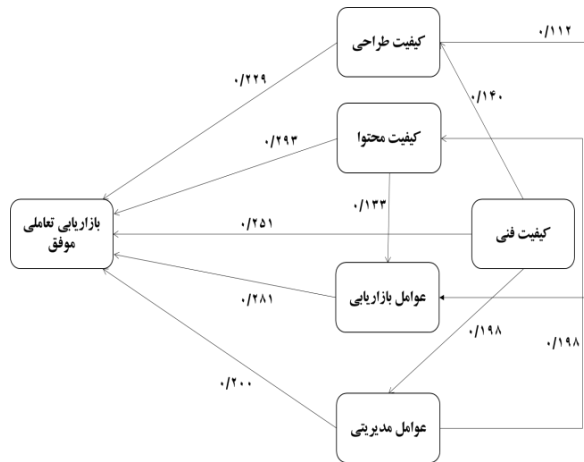 کیفیت طراحی
۰/۱۱۲
۰/۲۲۹
۰/۱۴۰
کیفیت محتوا
۰/۲۹۳
۰/۱۳۳
بازاریابی تعاملی
موفق
۰/۲۵۱
کیفیت فنی
عوامل بازاریابی
۰/۲۸۱
۰/۱۹۸
۰/۱۹۸
۰/۲۰۰
عوامل مدیریتی